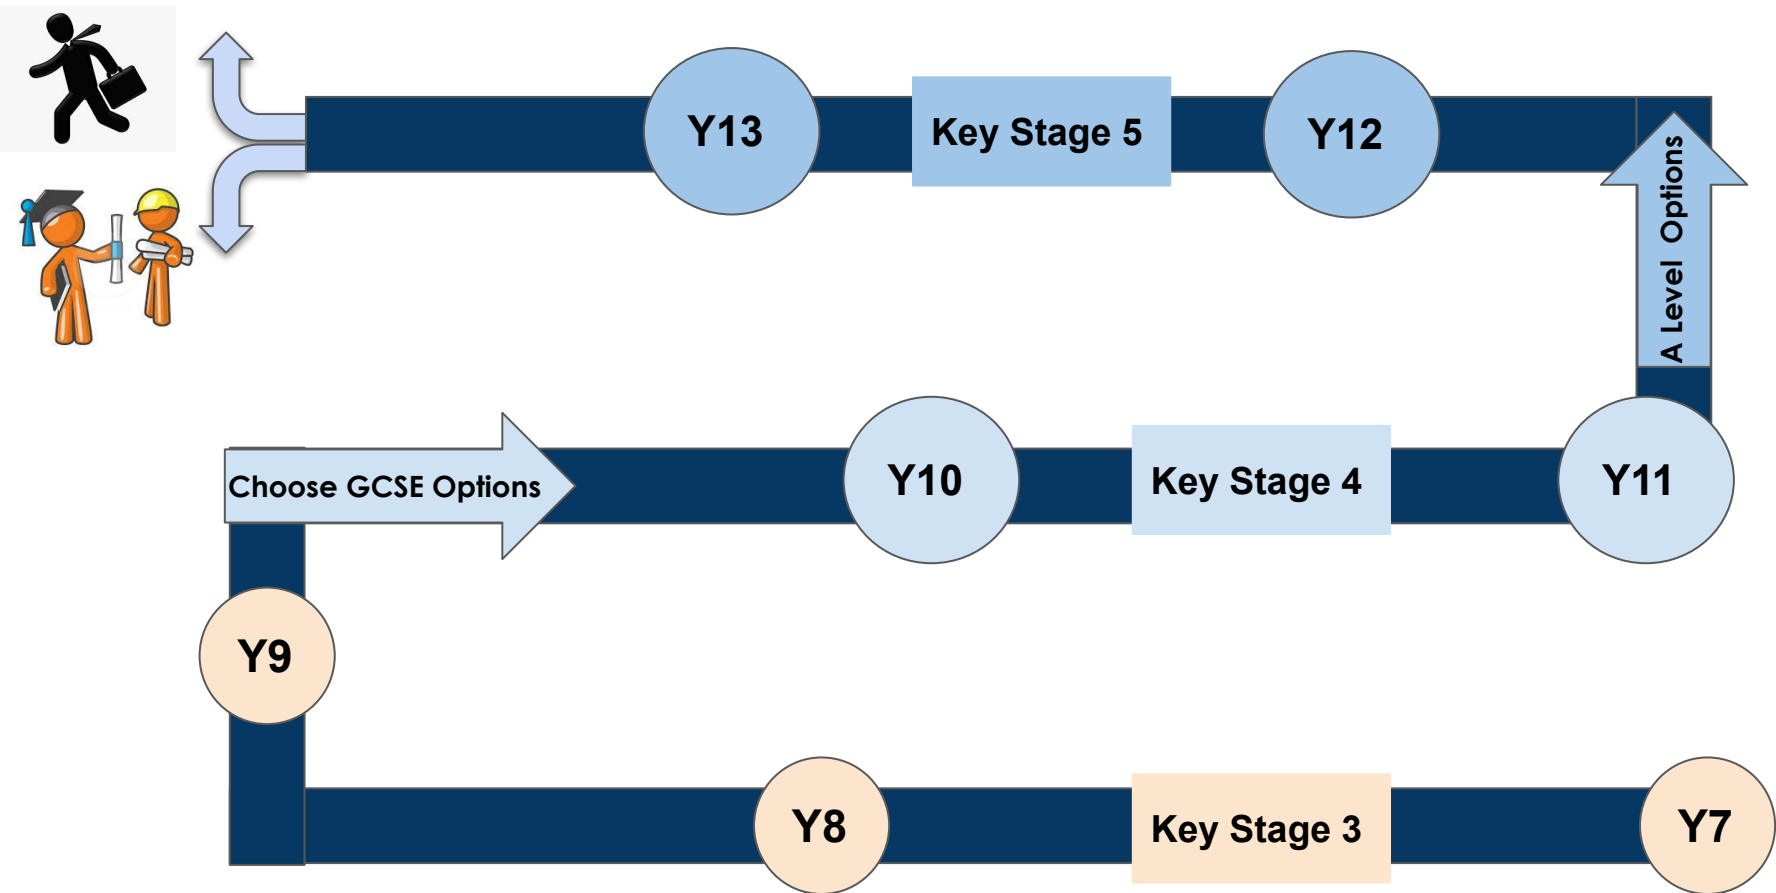 Y13
Key Stage 5
Y12
A Level Options
Choose GCSE Options
Y10
Key Stage 4
Y11
Y9
Y8
Key Stage 3
Y7